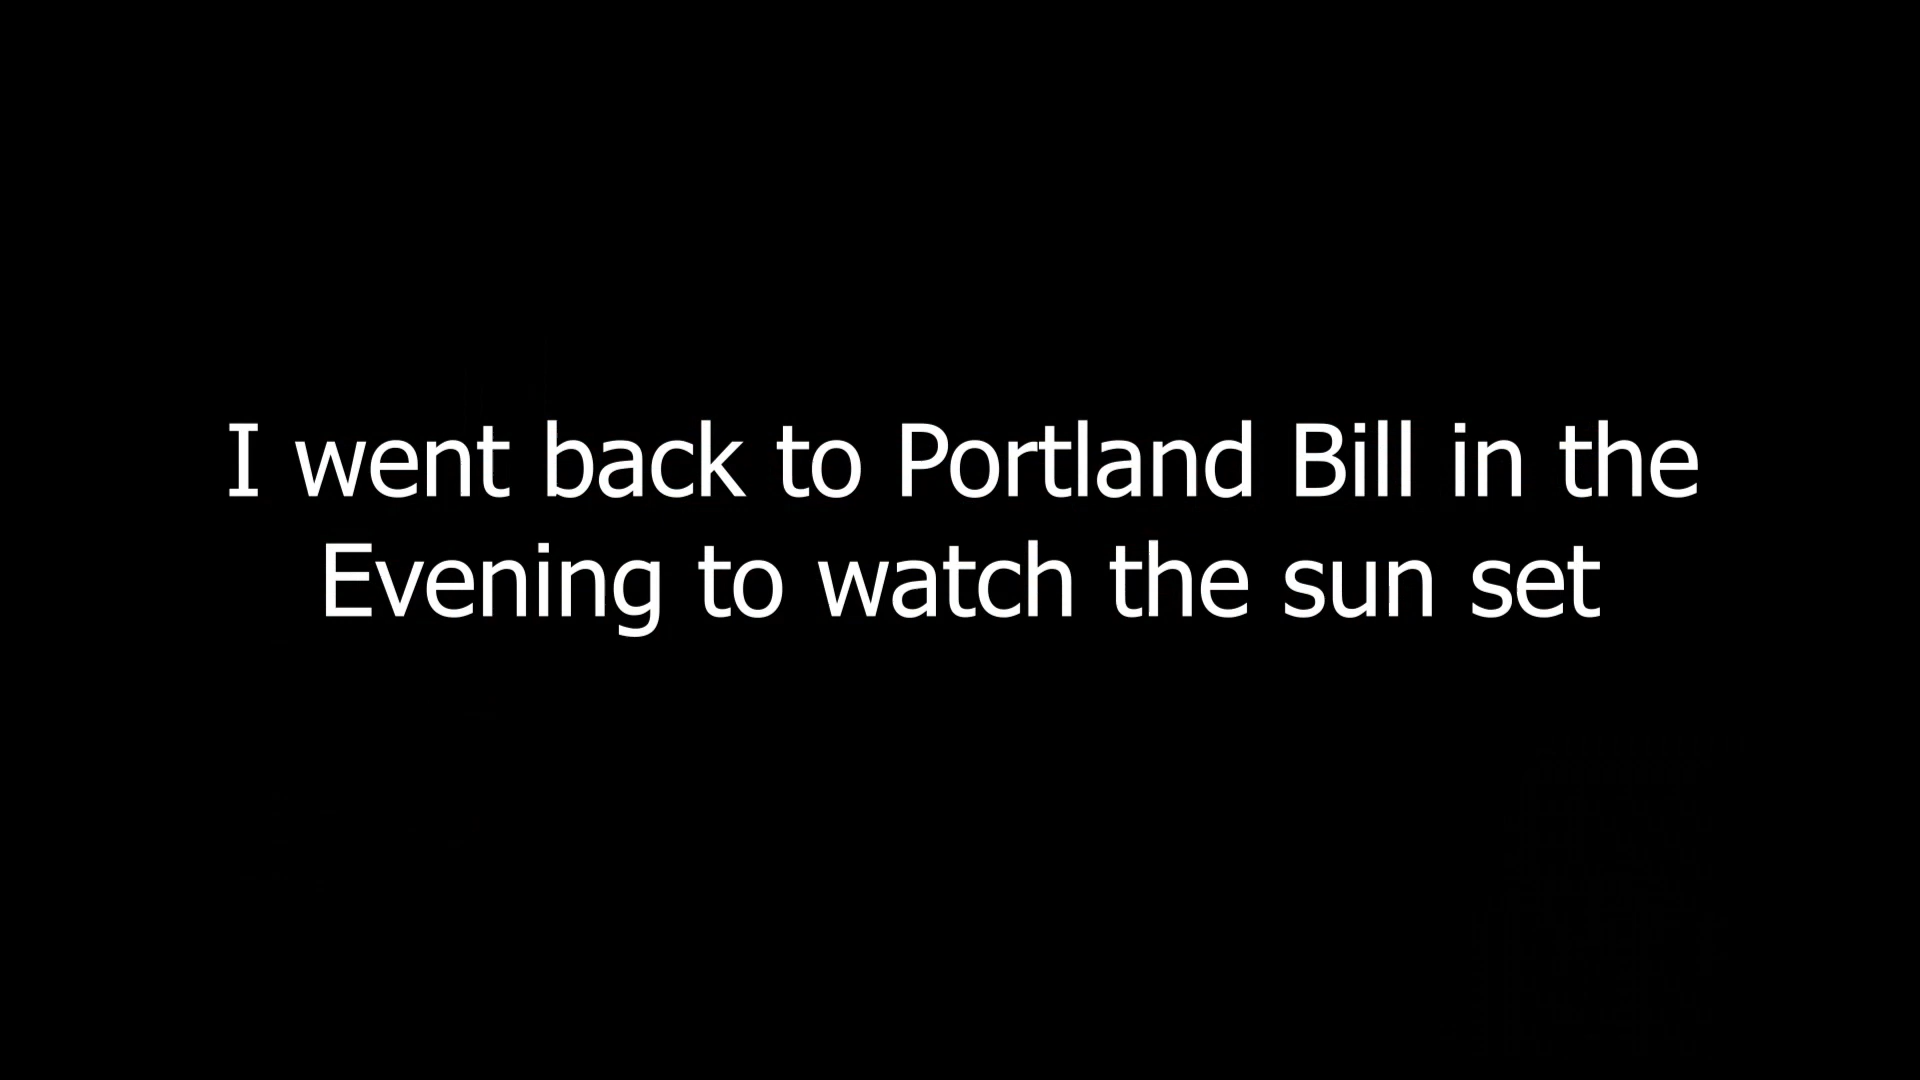 I went back to Portland Bill in the
Evening to watch the sun set